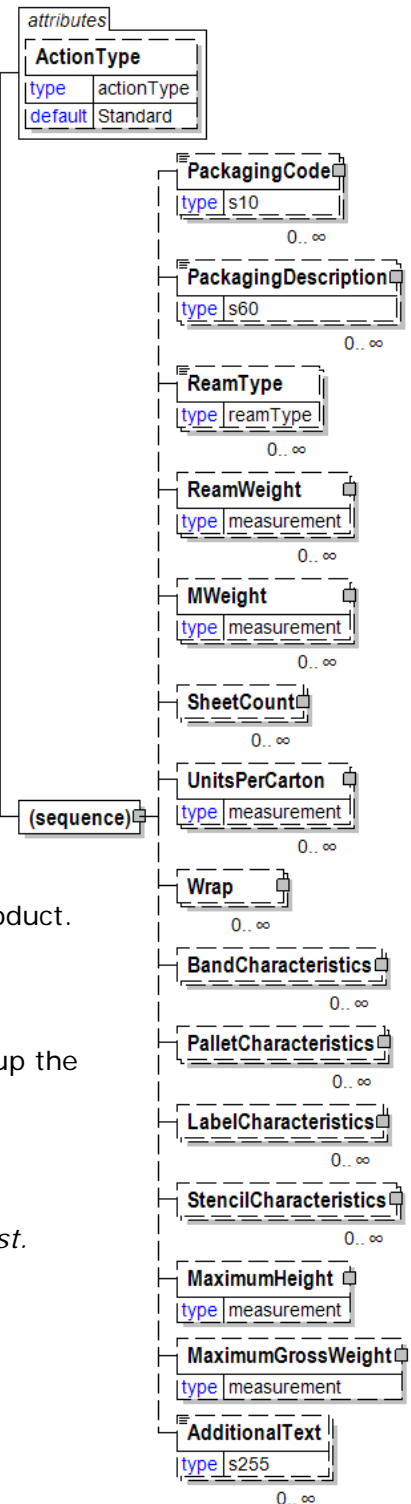 attributes
ActionType
type actionType
default Standard
PackagingCode
type s10
0.. ∞
PackagingDescription
type s60
0.. ∞
ReamType
type reamType
0.. ∞
ReamWeight
type measurement
0.. ∞
MWeight
type measurement
0.. ∞
SheetCount
0.. ∞
UnitsPerCarton
type measurement
0.. ∞
(sequence)
Wrap
0.. ∞
oduct.
BandCharacteristics
0.. ∞
PalletCharacteristics
up the
0.. ∞
LabelCharacteristics
0.. ∞
StencilCharacteristics
0.. ∞
st.
MaximumHeight
type measurement
MaximumGrossWeight
type measurement
AdditionalText
type s255
0.. ∞